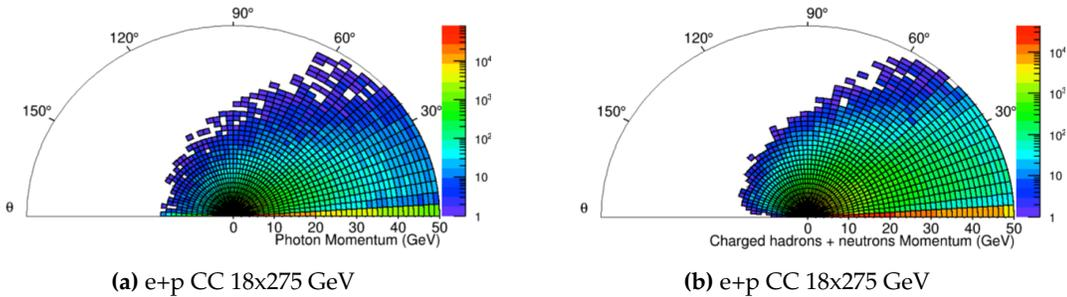 90°
120°
60°
150°
30°
θ
0 10 20 30 40 50
Photon Momentum (GeV)
10⁴
10³
10²
10
1
(a) e+p CC 18x275 GeV
90°
120°
60°
150°
30°
θ
0 10 20 30 40 50
Charged hadrons + neutrons Momentum (GeV)
10⁴
10³
10²
10
1
(b) e+p CC 18x275 GeV